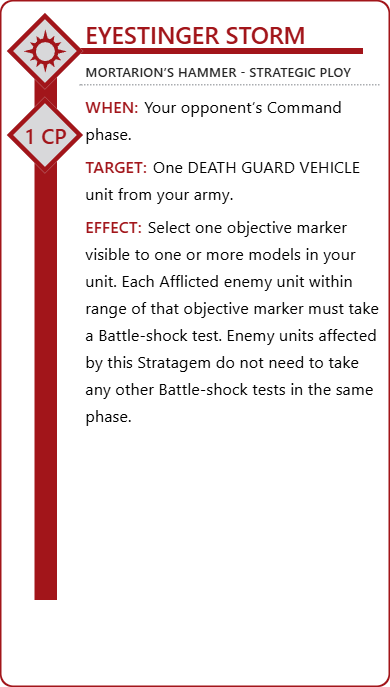 EYESTINGER STORM
MORTARION'S HAMMER - STRATEGIC PLOY
WHEN: Your opponent's Command
phase.
1 CP
TARGET: One DEATH GUARD VEHICLE
unit from your army.
EFFECT: Select one objective marker
visible to one or more models in your
unit. Each Afflicted enemy unit within
range of that objective marker must take
a Battle-shock test. Enemy units affected
by this Stratagem do not need to take
any other Battle-shock tests in the same
phase.